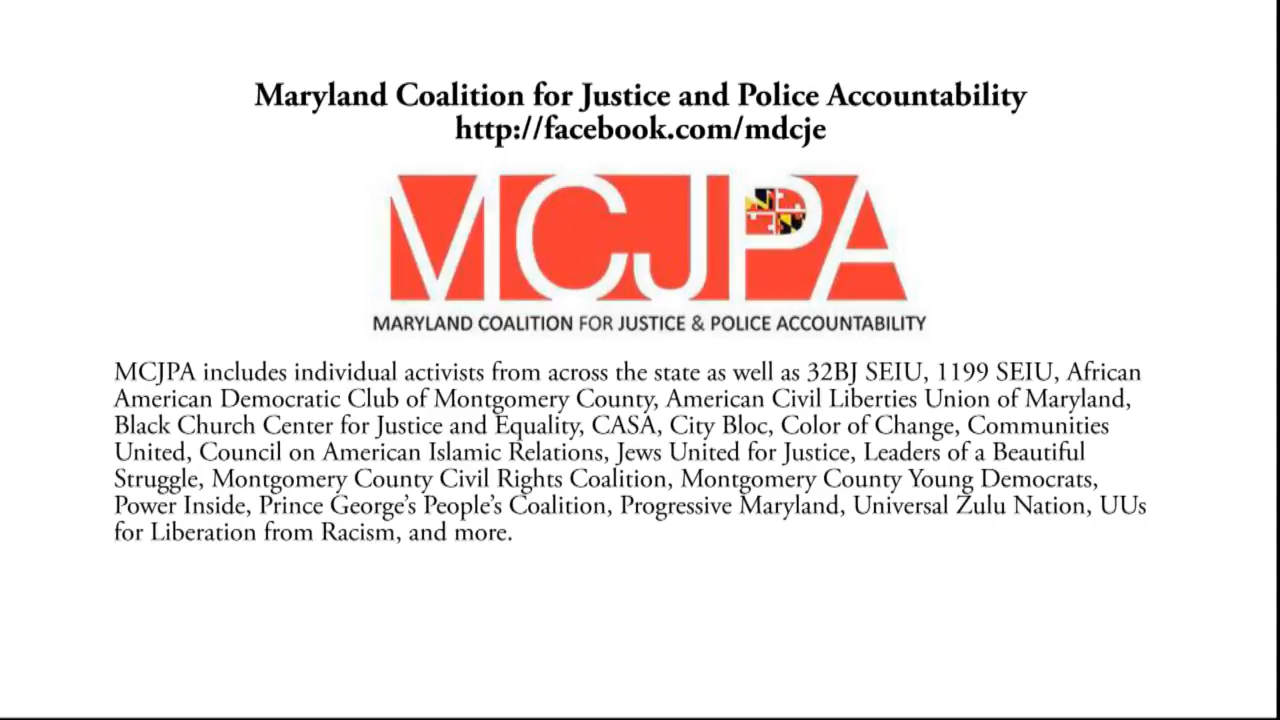 Maryland Coalition for Justice and Police Accountability
http://facebook.com/mdcje
MCJPA
MARYLAND COALITION FOR JUSTICE & POLICE ACCOUNTABILITY
MCJPA includes individual activists from across the state as well as 32BJ SEIU, 1199 SEIU, African
American Democratic Club of Montgomery County, American Civil Liberties Union of Maryland,
Black Church Center for Justice and Equality, CASA, City Bloc, Color of Change, Communities
United, Council on American Islamic Relations, Jews United for Justice, Leaders of a Beautiful
Struggle, Montgomery County Civil Rights Coalition, Montgomery County Young Democrats,
Power Inside, Prince George’s People’s Coalition, Progressive Maryland, Universal Zulu Nation, UUs
for Liberation from Racism, and more.